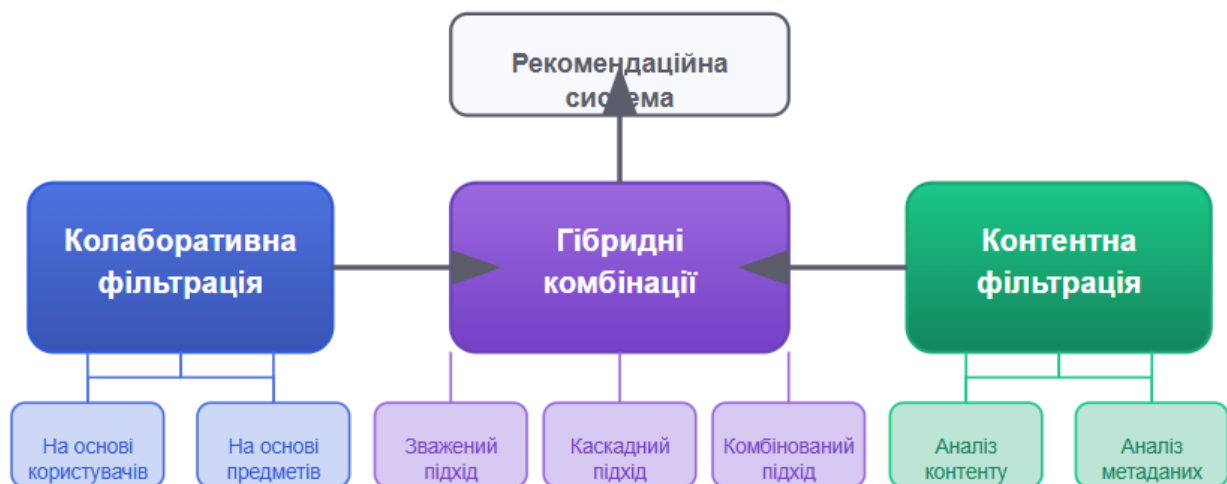 Рекомендаційна
система
Колаборативна
фільтрація
Гібридні
комбінації
Контентна
фільтрація
На основі
користувачів
На основі
предметів
Зважений
підхід
Каскадний
підхід
Комбінований
підхід
Аналіз
контенту
Аналіз
метаданих